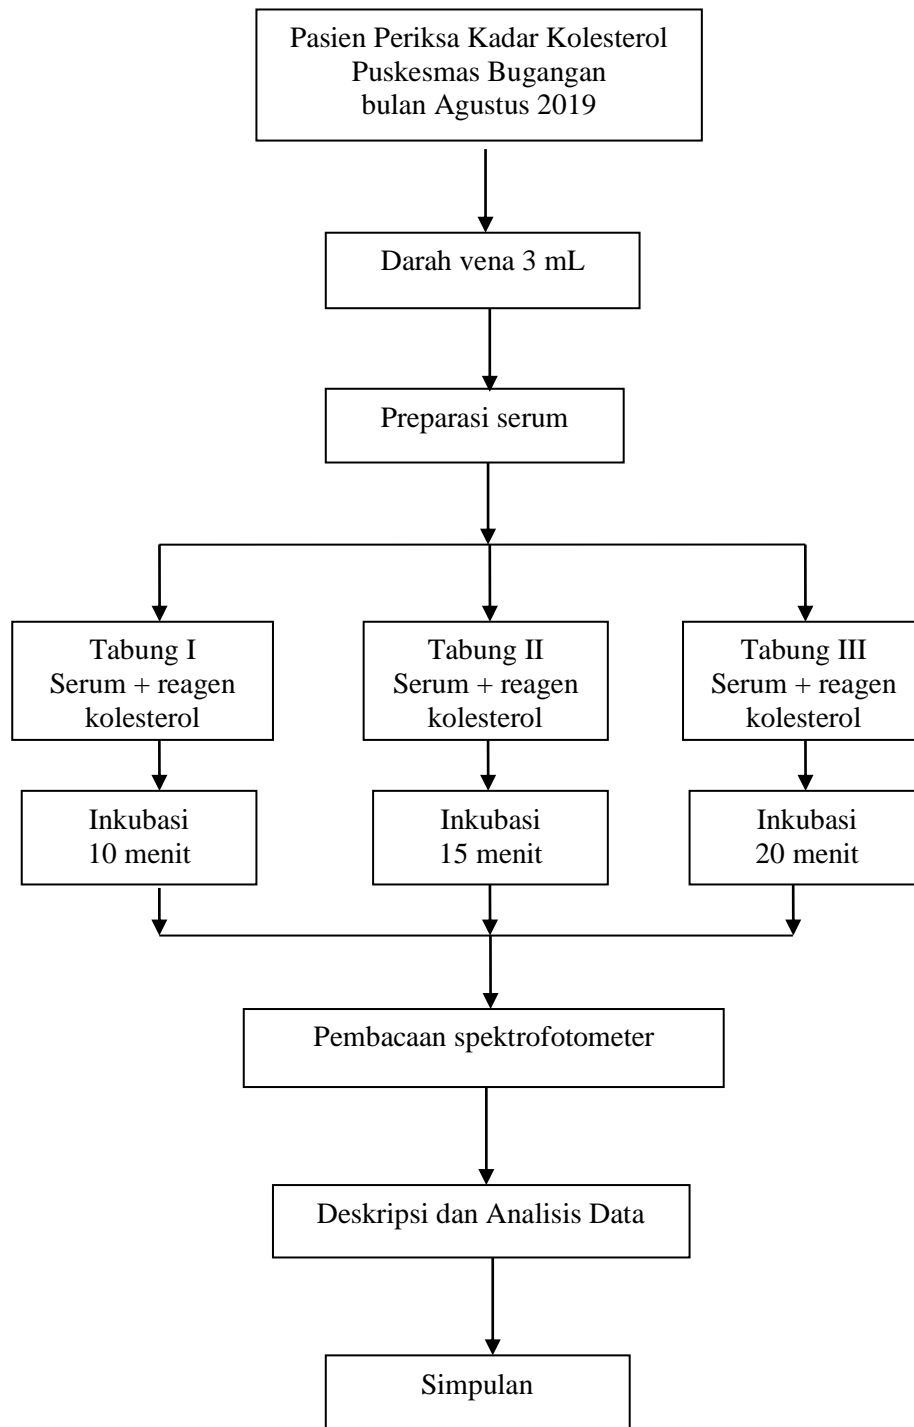 Pasien Periksa Kadar Kolesterol
Puskesmas Bugangan
bulan Agustus 2019
Darah vena 3 mL
Preparasi serum
Tabung I
Serum + reagen
kolesterol
Tabung II
Serum + reagen
kolesterol
Tabung III
Serum + reagen
kolesterol
Inkubasi
10 menit
Inkubasi
15 menit
Inkubasi
20 menit
Pembacaan spektrofotometer
Deskripsi dan Analisis Data
Simpulan